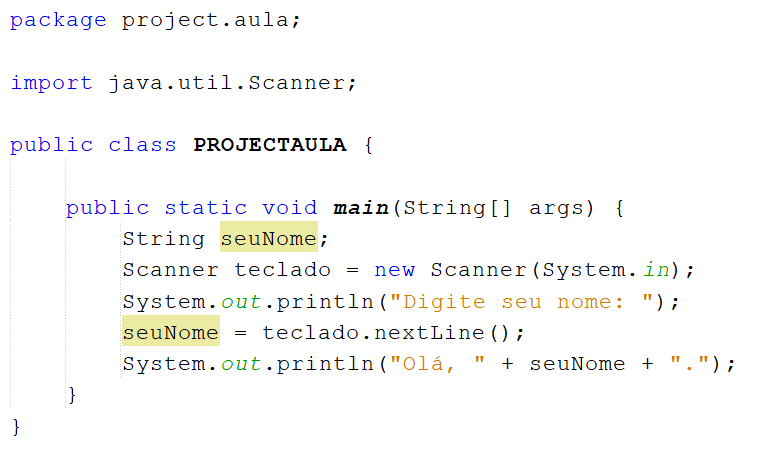 package project.aula;
import java.util.Scanner;
public class PROJECTAULA {
public static void main(String[] args) {
String seuNome;
Scanner teclado = new Scanner(System.in);
System.out.println("Digite seu nome: ");
seuNome = teclado.nextLine();
System.out.println("Olá, " + seuNome + ".");
}
}